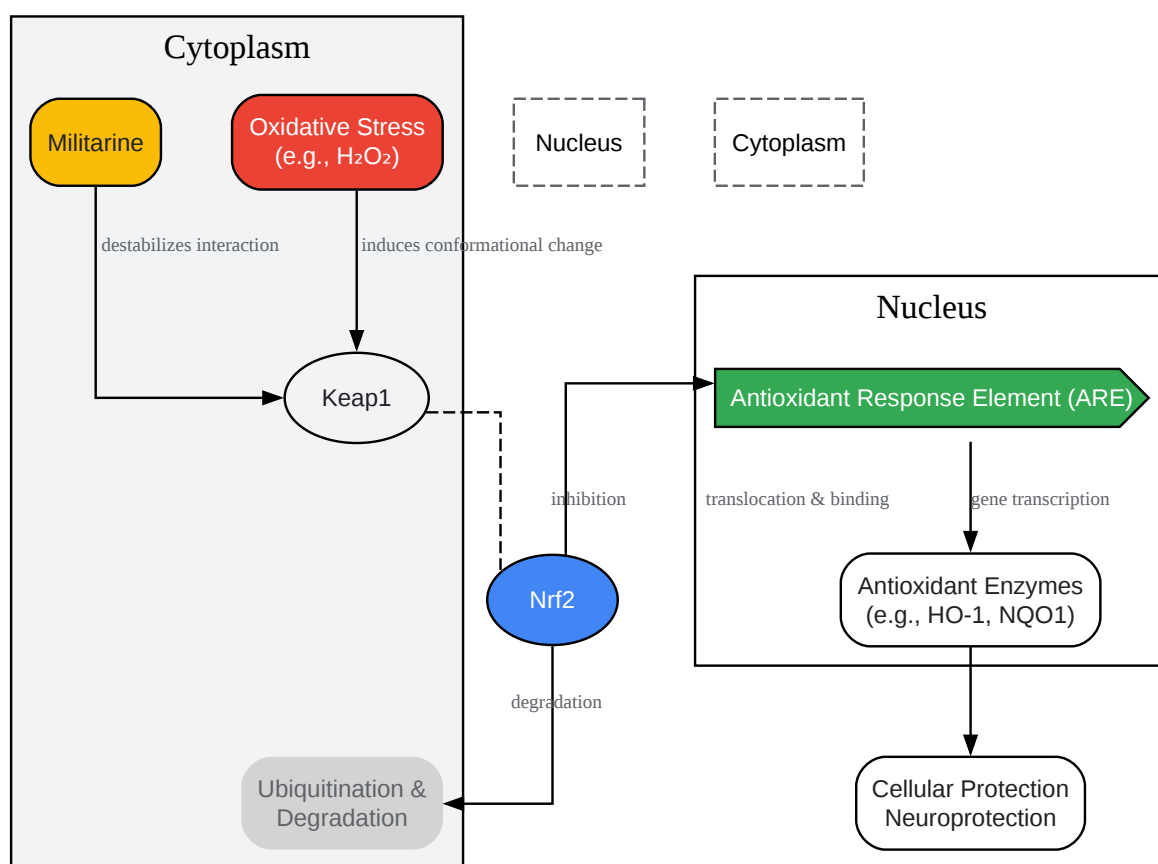 Cytoplasm
Militarine
Oxidative Stress
(e.g., H₂O₂)
Nucleus
Cytoplasm
destabilizes interaction
induces conformational change
Nucleus
Keap1
Antioxidant Response Element (ARE)
inhibition
translocation & binding
gene transcription
Nrf2
Antioxidant Enzymes
(e.g., HO-1, NQO1)
degradation
Ubiquitination &
Degradation
Cellular Protection
Neuroprotection